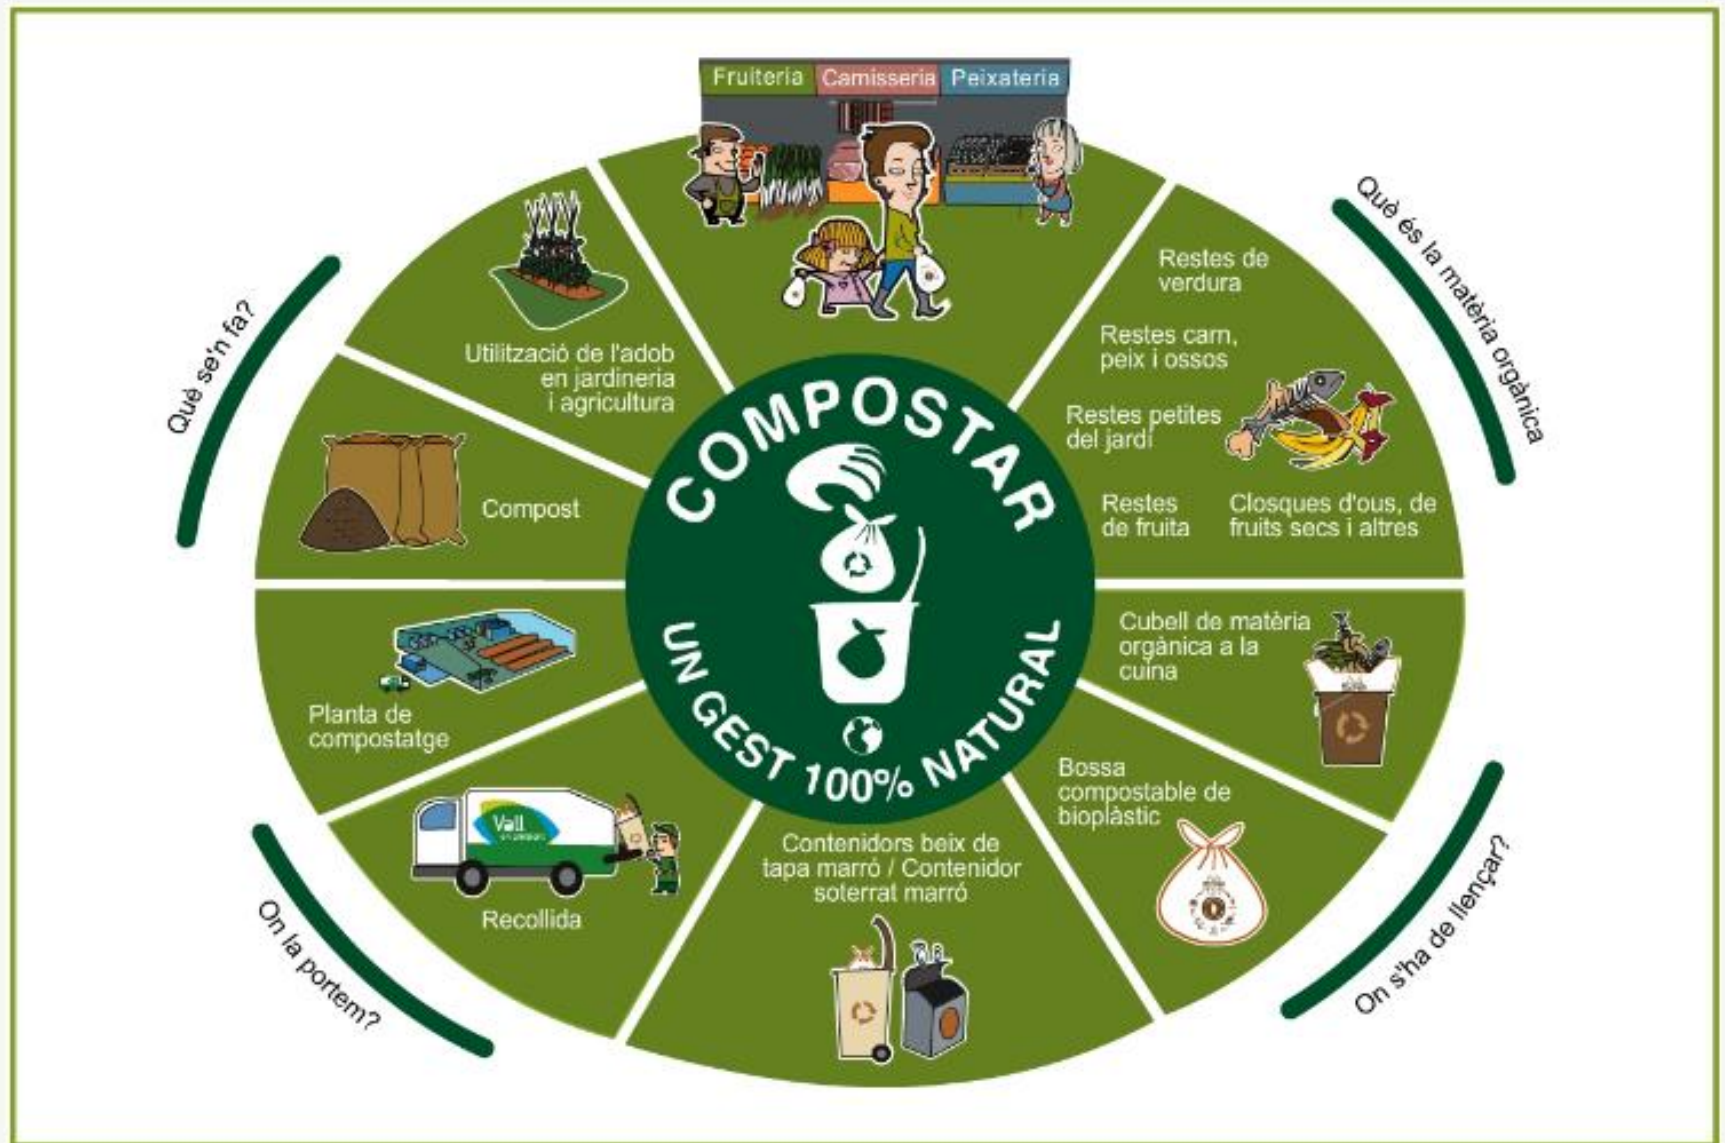 Fruiteria
Carnisseria
Peixateria
Què és la matèria orgànica
Restes de
verdura
Restes carn,
peix i ossos
Restes petites
del jardí
Restes
de fruita
Closques d'ous, de
fruits secs i altres
Cubell de matèria
orgànica a la
cuina
Bossa
compostable de
bioplàstic
On s'ha de llençar?
Contenidors beix de
tapa marró / Contenidor
soterrat marró
Vall
Recollida
On la portem?
Planta de
compostatge
Compost
Què se'n fa?
Utilització de l'adob
en jardineria
i agricultura
COMPOSTAR
UN GEST 100% NATURAL